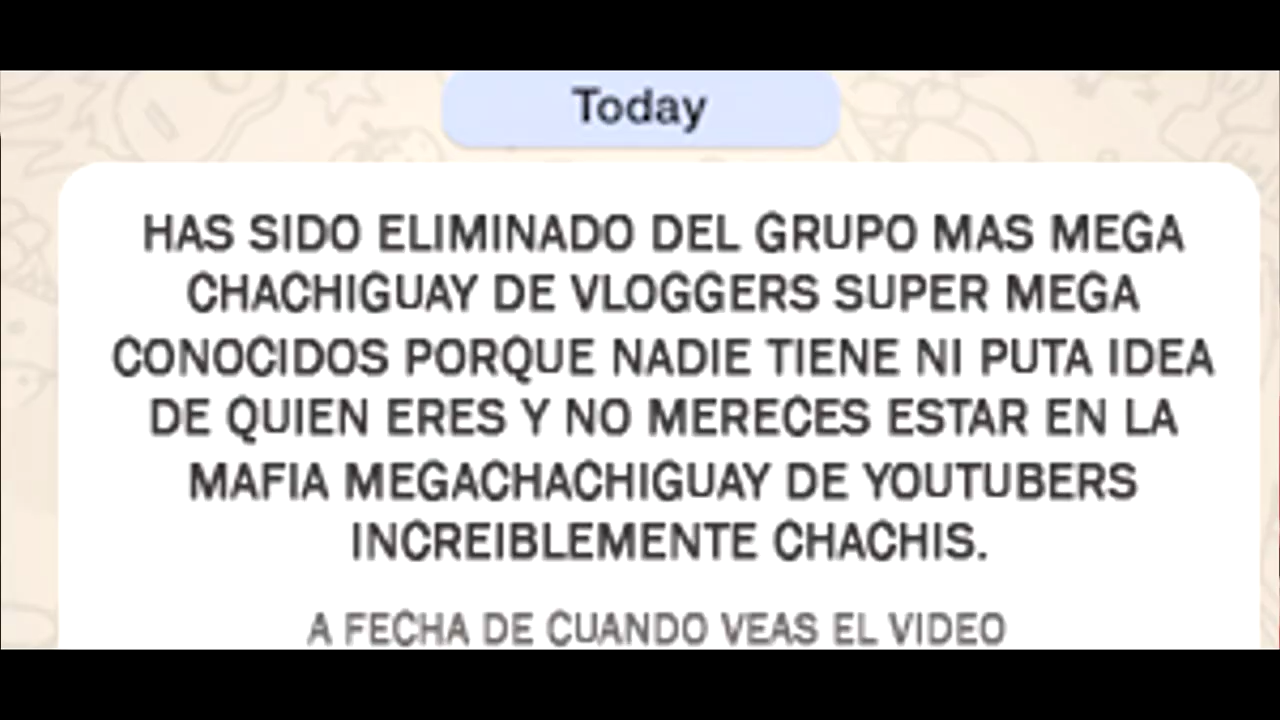 Today
HAS SIDO ELIMINADO DEL GRUPO MAS MEGA
CHACHIGUAY DE VLOGGERS SUPER MEGA
CONOCIDOS PORQUE NADIE TIENE NI PUTA IDEA
DE QUIEN ERES Y NO MERECES ESTAR EN LA
MAFIA MEGACHACHIGUAY DE YOUTUBERS
INCREIBLEMENTE CHACHIS.
A FECHA DE CUANDO VEAS EL VIDEO